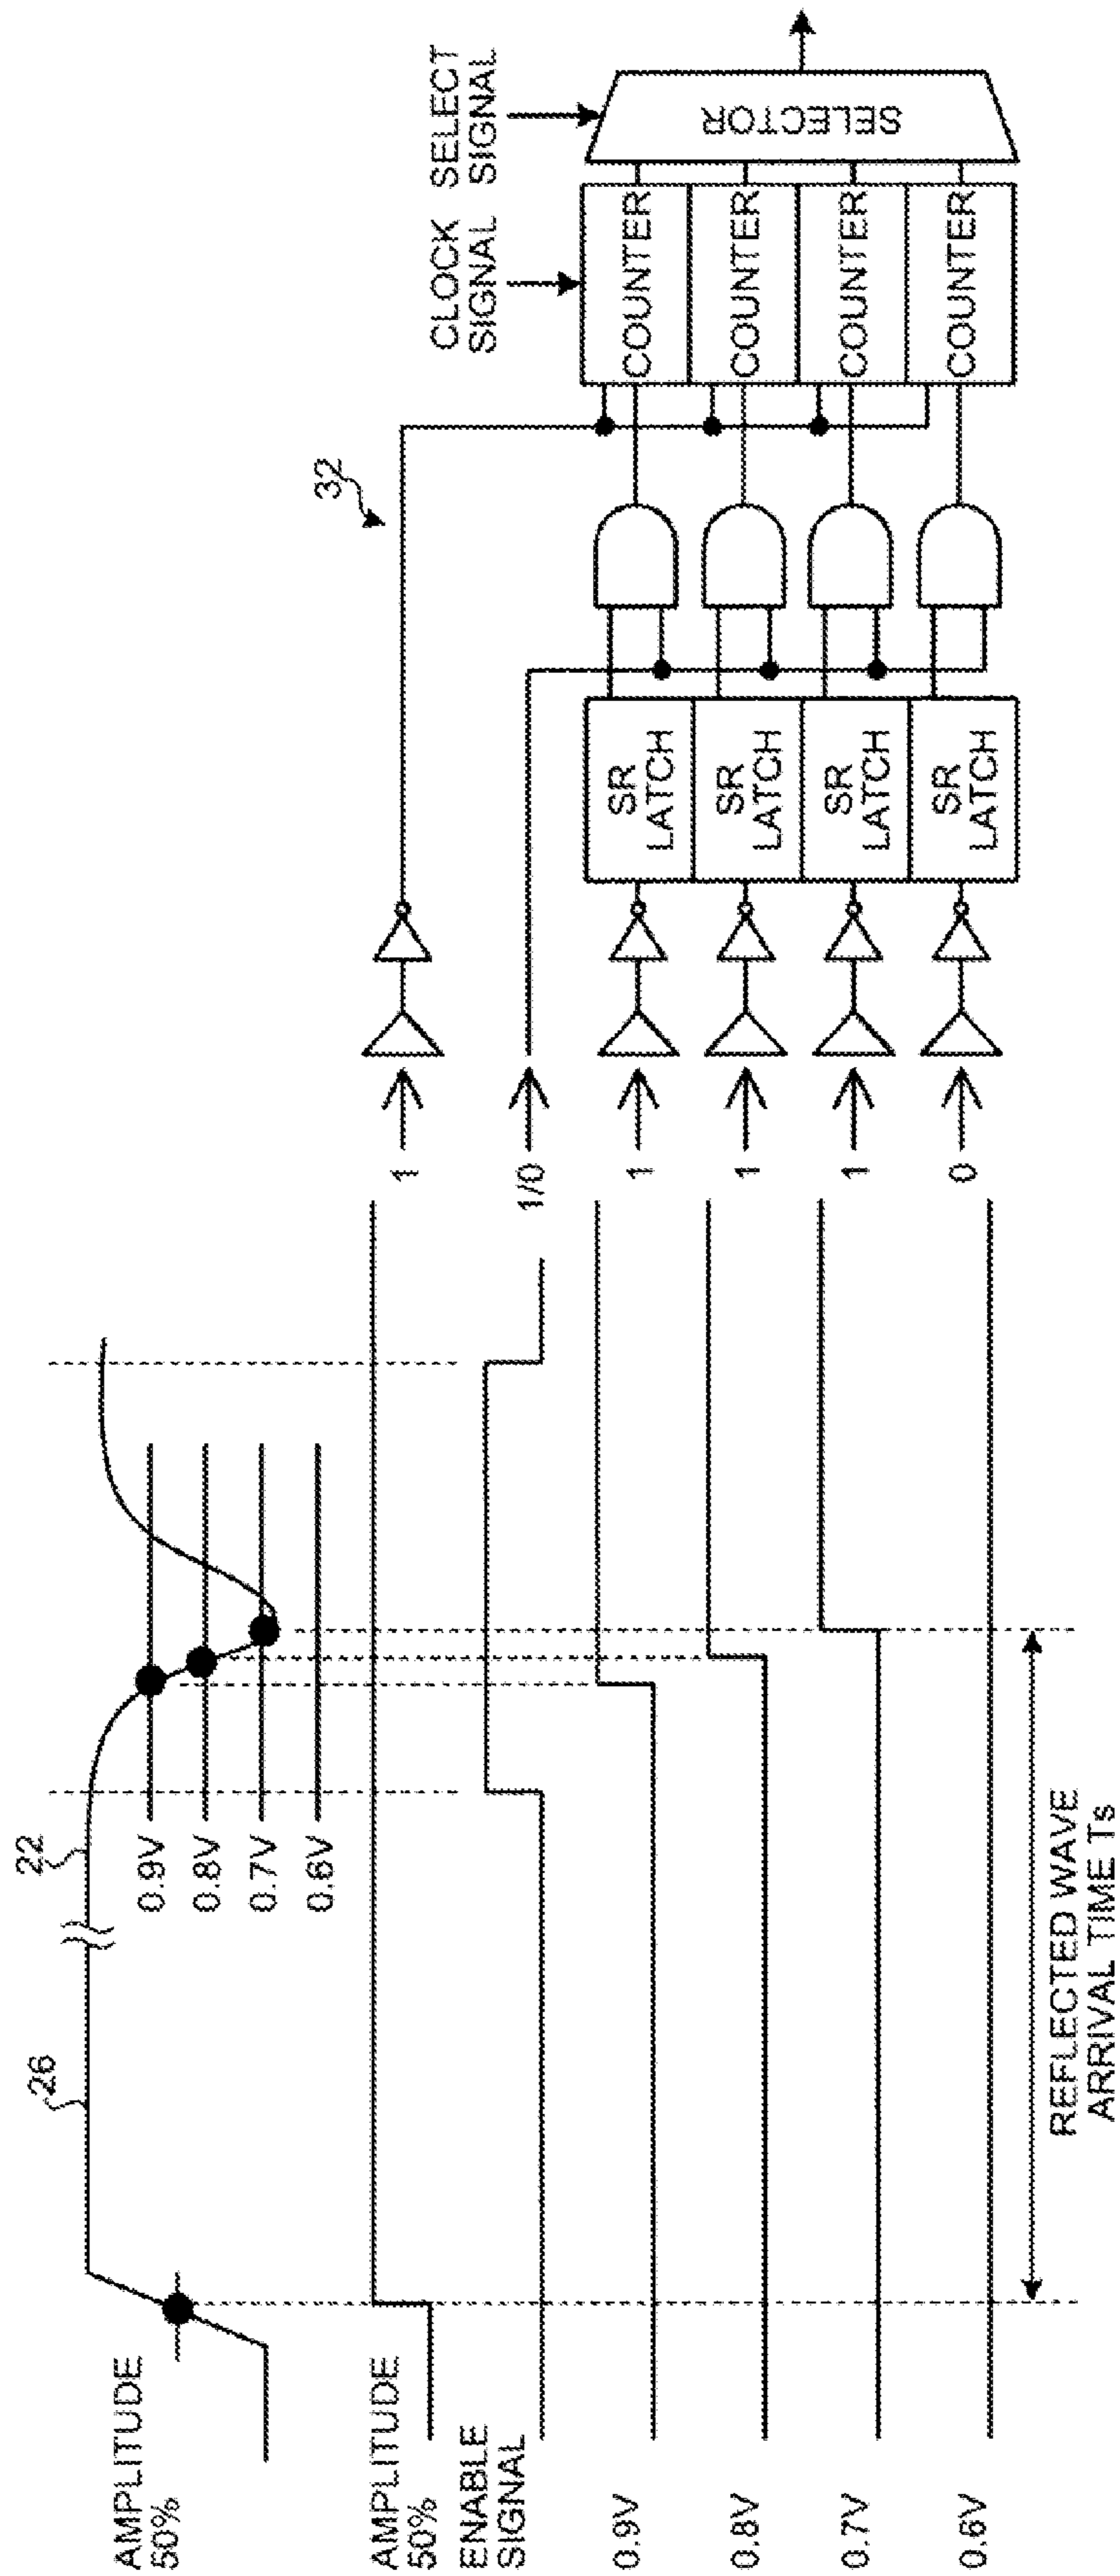 AMPLITUDE
50%
26
22
0.9V
0.8V
0.7V
0.6V
AMPLITUDE
50%
1
32
CLOCK
SIGNAL
SELECT
SIGNAL
ENABLE
SIGNAL
1/0
0.9V
1
SR
LATCH
COUNTER
0.8V
1
SR
LATCH
COUNTER
0.7V
1
SR
LATCH
COUNTER
0.6V
0
SR
LATCH
COUNTER
SELECTOR
REFLECTED WAVE
ARRIVAL TIME Ts